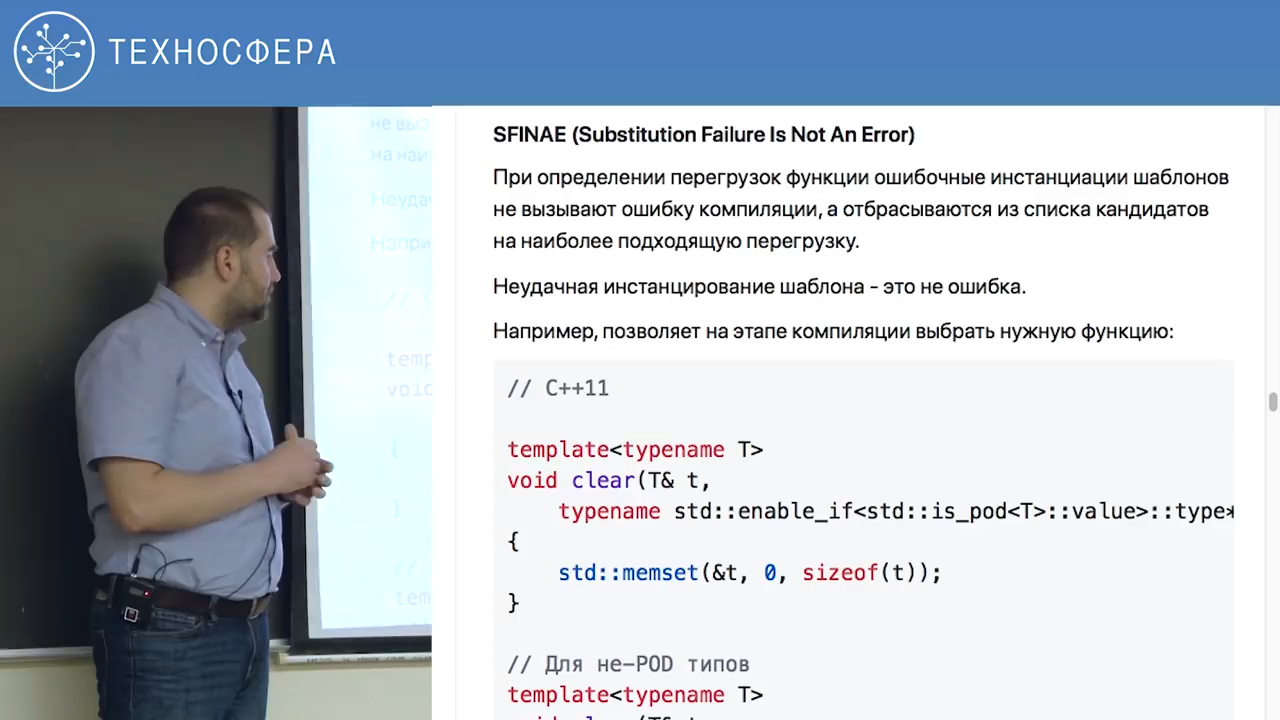 ТЕХНОСФЕРА
SFINAE (Substitution Failure Is Not An Error)
При определении перегрузок функции ошибочные инстанциации шаблонов
не вызывают ошибку компиляции, а отбрасываются из списка кандидатов
на наиболее подходящую перегрузку.
Неудачная инстанцирование шаблона - это не ошибка.
Например, позволяет на этапе компиляции выбрать нужную функцию:
// C++11
template<typename T>
void clear(T& t,
typename std::enable_if<std::is_pod<T>::value>::type*
{
std::memset(&t, 0, sizeof(t));
}
// Для не-POD типов
template<typename T>